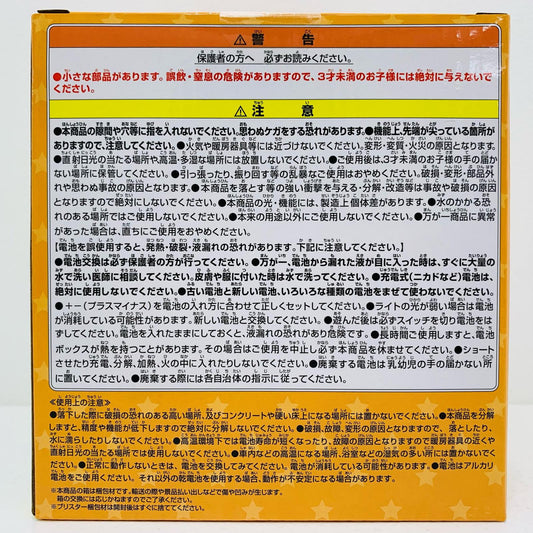 ⚠警告
保護者の方へ 必ずお読みください。
●小さな部品があります。誤飲・窒息の危険がありますので、3才未満のお子様には絶対に与えないでください。
⚠注意
●本商品の隙間や穴等に指を入れないでください。思わぬケガをする恐れがあります。●機能上、先端が尖っている箇所が
ありますので、注意してください。●火気や暖房器具等には近づけないでください。変形・変質・火災の原因となります。
●直射日光の当たる場所や高温・多湿な場所には放置しないでください。●ご使用後は3才未満のお子様の手の届か
ない場所に保管してください。●引っ張ったり、振り回す等の乱暴なご使用はおやめください。破損・変形・部品外
れや思わぬ事故の原因となります。●本商品を落とす等の強い衝撃を与える・分解・改造等は事故や破損の原因と
なりますので絶対にしないでください。●本商品の光・機能には、製造上個体差があります。●水のかかる恐
れのある場所ではご使用しないでください。●本来の用途以外にご使用しないでください。●万が一商品に異常
があった場合は、直ちにご使用をおやめください。
【電池を誤使用すると、発熱・破裂・液漏れの恐れがあります。下記に注意してください。】
●電池交換は必ず保護者の方が行ってください。●万が一、電池から漏れた液が目に入った時は、すぐに大量の
水で洗い医師に相談してください。皮膚や服に付いた時は水で洗ってください。●充電式(ニカドなど)電池は、
絶対に使用しないでください。●古い電池と新しい電池、いろいろな種類の電池をまぜて使わないでください。
●+−(プラスマイナス)を電池の入れ方に合わせて正しくセットしてください。●ライトの光が弱い場合は電池
が消耗している可能性があります。新しい電池と交換してください。●遊んだ後は必ずスイッチを切り電池をは
ずしてください。電池を入れたままにしておくと、液漏れの恐れがあり危険です。●長時間ご使用しますと、電池
ボックスが熱を持つことがあります。その場合はご使用を中止し必ず本商品を休ませてください。●ショート
させたり充電、分解、加熱、火の中に入れたりしないでください。●廃棄する電池は乳幼児の手の届かない所
に置いてください。●廃棄する際には各自治体の指示に従ってください。
≪使用上の注意≫
●落下した際に破損の恐れのある高い場所、及びコンクリートや硬い床上になる場所には置かないでください。●本商品を分解
しますと、精度や機能が低下しますので絶対に分解しないでください。●破損、故障、変形の原因となりますので、落としたり、
水に濡らしたりしないでください。●高温環境下では電池寿命が短くなったり、故障の原因となりますので暖房器具の近くや
直射日光の当たる場所では使用しないでください。●車内などの高温になる場所、浴室などの湿気の多い所には置かないでく
ださい。●正常に動作しないときは、電池を交換してみてください。電池が消耗している可能性があります。●電池はアルカリ
電池をご使用ください。それ以外の乾電池を使用する場合、動作が不安定になる場合があります。
※本商品の箱は梱包材です。輸送の際や景品払い出しなどで傷や凹みが生じます。
箱の交換には応じかねますのでご了承ください。
※ブリスター梱包材は開封後はすぐに捨ててください。